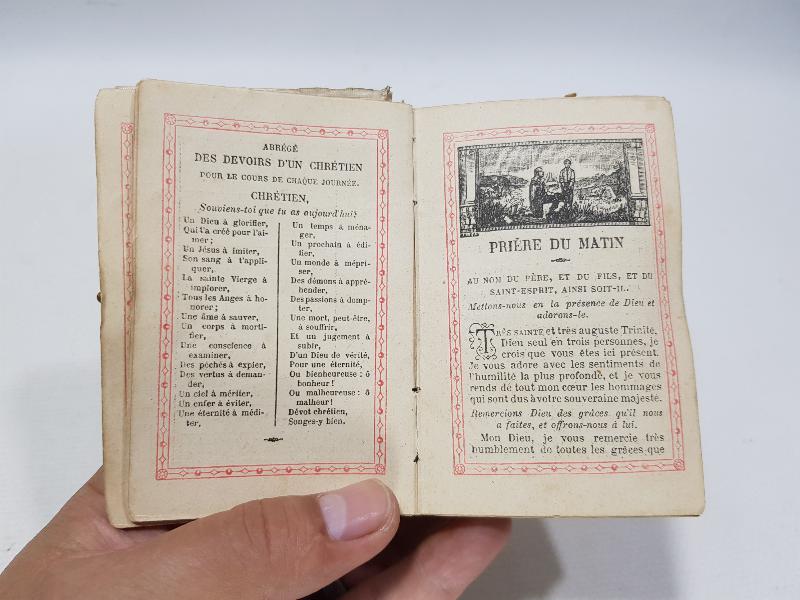 ABRÉGÉ
DES DEVOIRS D'UN CHRÉTIEN
POUR LE COURS DE CHAQUE JOURNÉE.
CHRÉTIEN,
Souviens-toi que tu as aujourd'hui
Un Dieu à glorifier,
Qui t'a créé pour l'ai-
mer;
Un Jésus à imiter,
Son sang à t'appli-
quer,
La sainte Vierge à
implorer,
Tous les Anges à ho-
norer;
Une âme à sauver,
Un corps à morti-
fier,
Une conscience à
examiner,
Des péchés à expier,
Des vertus à deman-
der,
Un ciel à mériter,
Un enfer à éviter,
Une éternité à médi-
ter,
Un temps à ména-
ger,
Un prochain à édi-
fier,
Un monde à mépri-
ser,
Des démons à appré-
hender,
Des passions à domp-
ter,
Une mort, peut-être,
à souffrir,
Et un jugement à
subir,
D'un Dieu de vérité,
Pour une éternité,
Ou bienheureuse : ô
bonheur !
Ou malheureuse : ô
malheur !
Dévot chrétien,
Songes-y bien.
PRIÈRE DU MATIN
AU NOM DU PÈRE, ET DU FILS, ET DU
SAINT-ESPRIT, AINSI SOIT-IL.
Mettons-nous en la présence de Dieu et
adorons-le.
TRÈS SAINTE et très auguste Trinité,
Dieu seul en trois personnes, je
crois que vous êtes ici présent.
Je vous adore avec les sentiments de
l'humilité la plus profonde, et je vous
rends de tout mon cœur les hommages
qui sont dus à votre souveraine majesté.
Remercions Dieu des grâces qu'il nous
a faites, et offrons-nous à lui.
Mon Dieu, je vous remercie très
humblement de toutes les grâces que